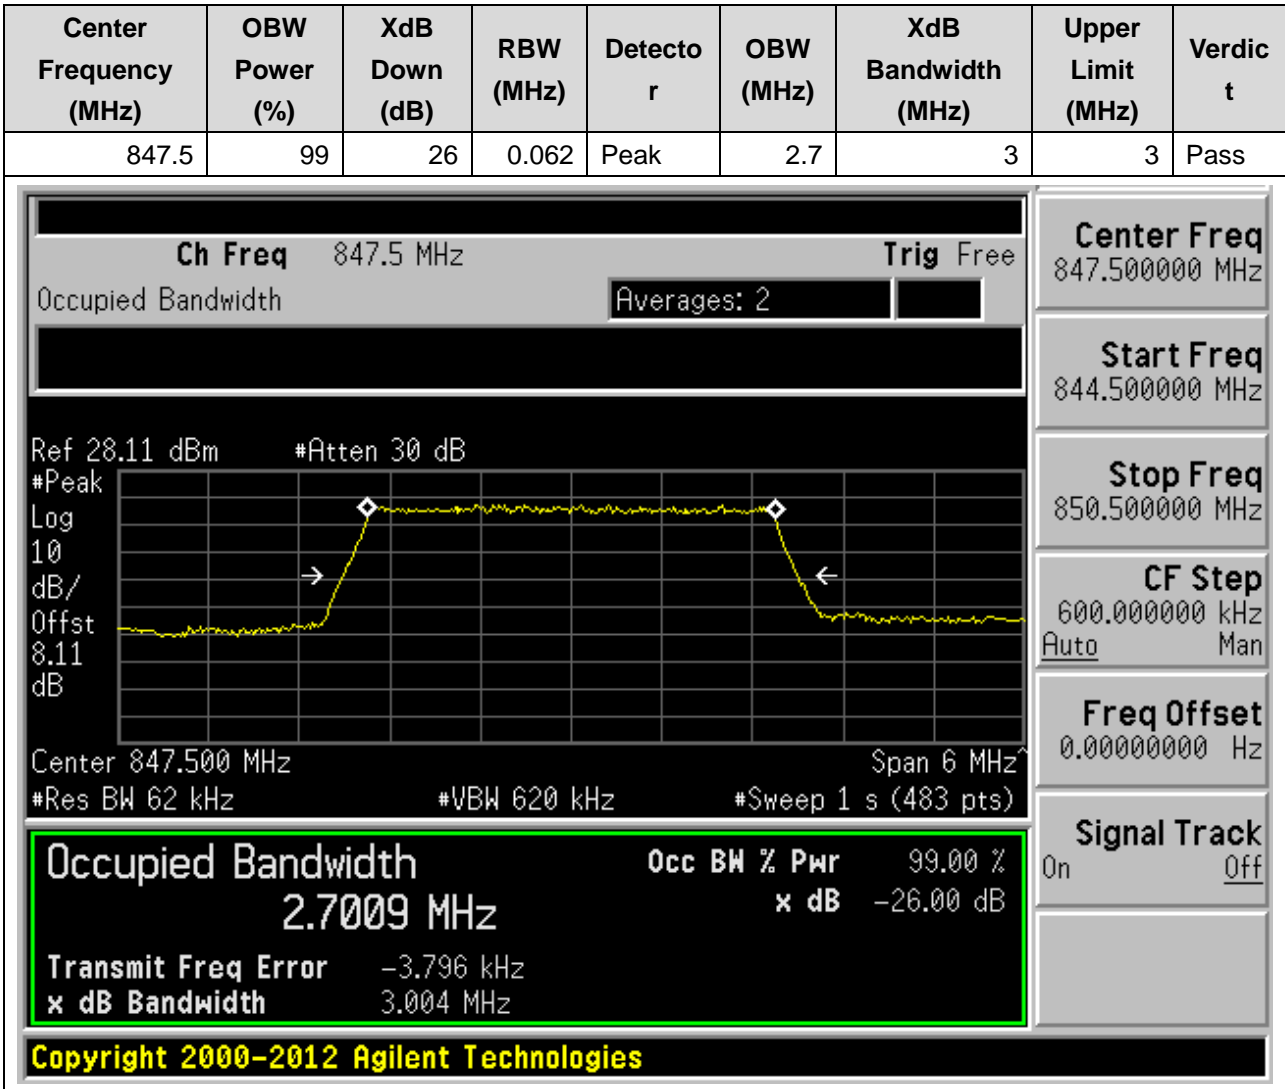 Center Frequency (MHz) OBW Power (%) XdB Down (dB) RBW (MHz) Detecto r OBW (MHz) XdB Bandwidth (MHz) Upper Limit (MHz) Verdic t
847.5 99 26 0.062 Peak 2.7 3 3 Pass
Ch Freq 847.5 MHz Trig Free
Occupied Bandwidth Averages: 2
Ref 28.11 dBm #Atten 30 dB
#Peak
Log
10
dB/
Offst
8.11
dB
Center 847.500 MHz Span 6 MHz^
#Res BW 62 kHz #VBW 620 kHz #Sweep 1 s (483 pts)
Occupied Bandwidth Occ BW % Pwr 99.00 %
2.7009 MHz x dB -26.00 dB
Transmit Freq Error -3.796 kHz
x dB Bandwidth 3.004 MHz
Copyright 2000-2012 Agilent Technologies
Center Freq
847.500000 MHz
Start Freq
844.500000 MHz
Stop Freq
850.500000 MHz
CF Step
600.000000 kHz
Auto Man
Freq Offset
0.00000000 Hz
Signal Track
On Off